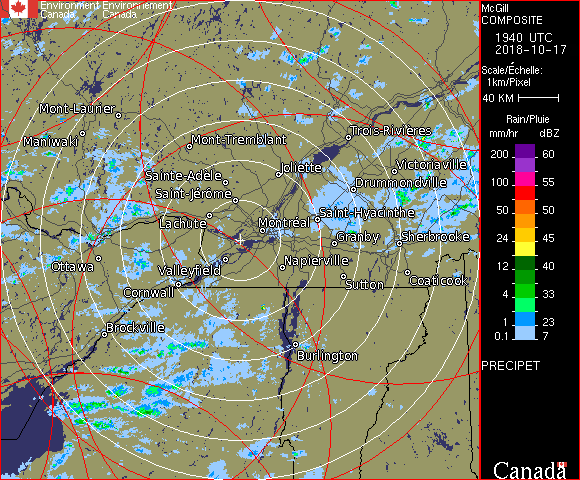 Environment Environnement
Canada Canada
McGill
COMPOSITE
1940 UTC
2018-10-17
Scale/Échelle:
1km/Pixel
40 KM
Rain/Pluie
mm/hr dBZ
200 60
55
100 55
50 50
24 45
12 40
4 33
1 23
0.1 7
PRECIPET
Canada
Mont-Laurier
Maniwaki
Mont-Tremblant
Trois-Rivières
Joliette
Victoriaville
Sainte-Adèle
Drummondville
Saint-Jérôme
Lachute
Saint-Hyacinthe
Montréal
Granby
Sherbrooke
Ottawa
Valleyfield
Napierville
Cornwall
Sutton
Coaticook
Brockville
Burlington